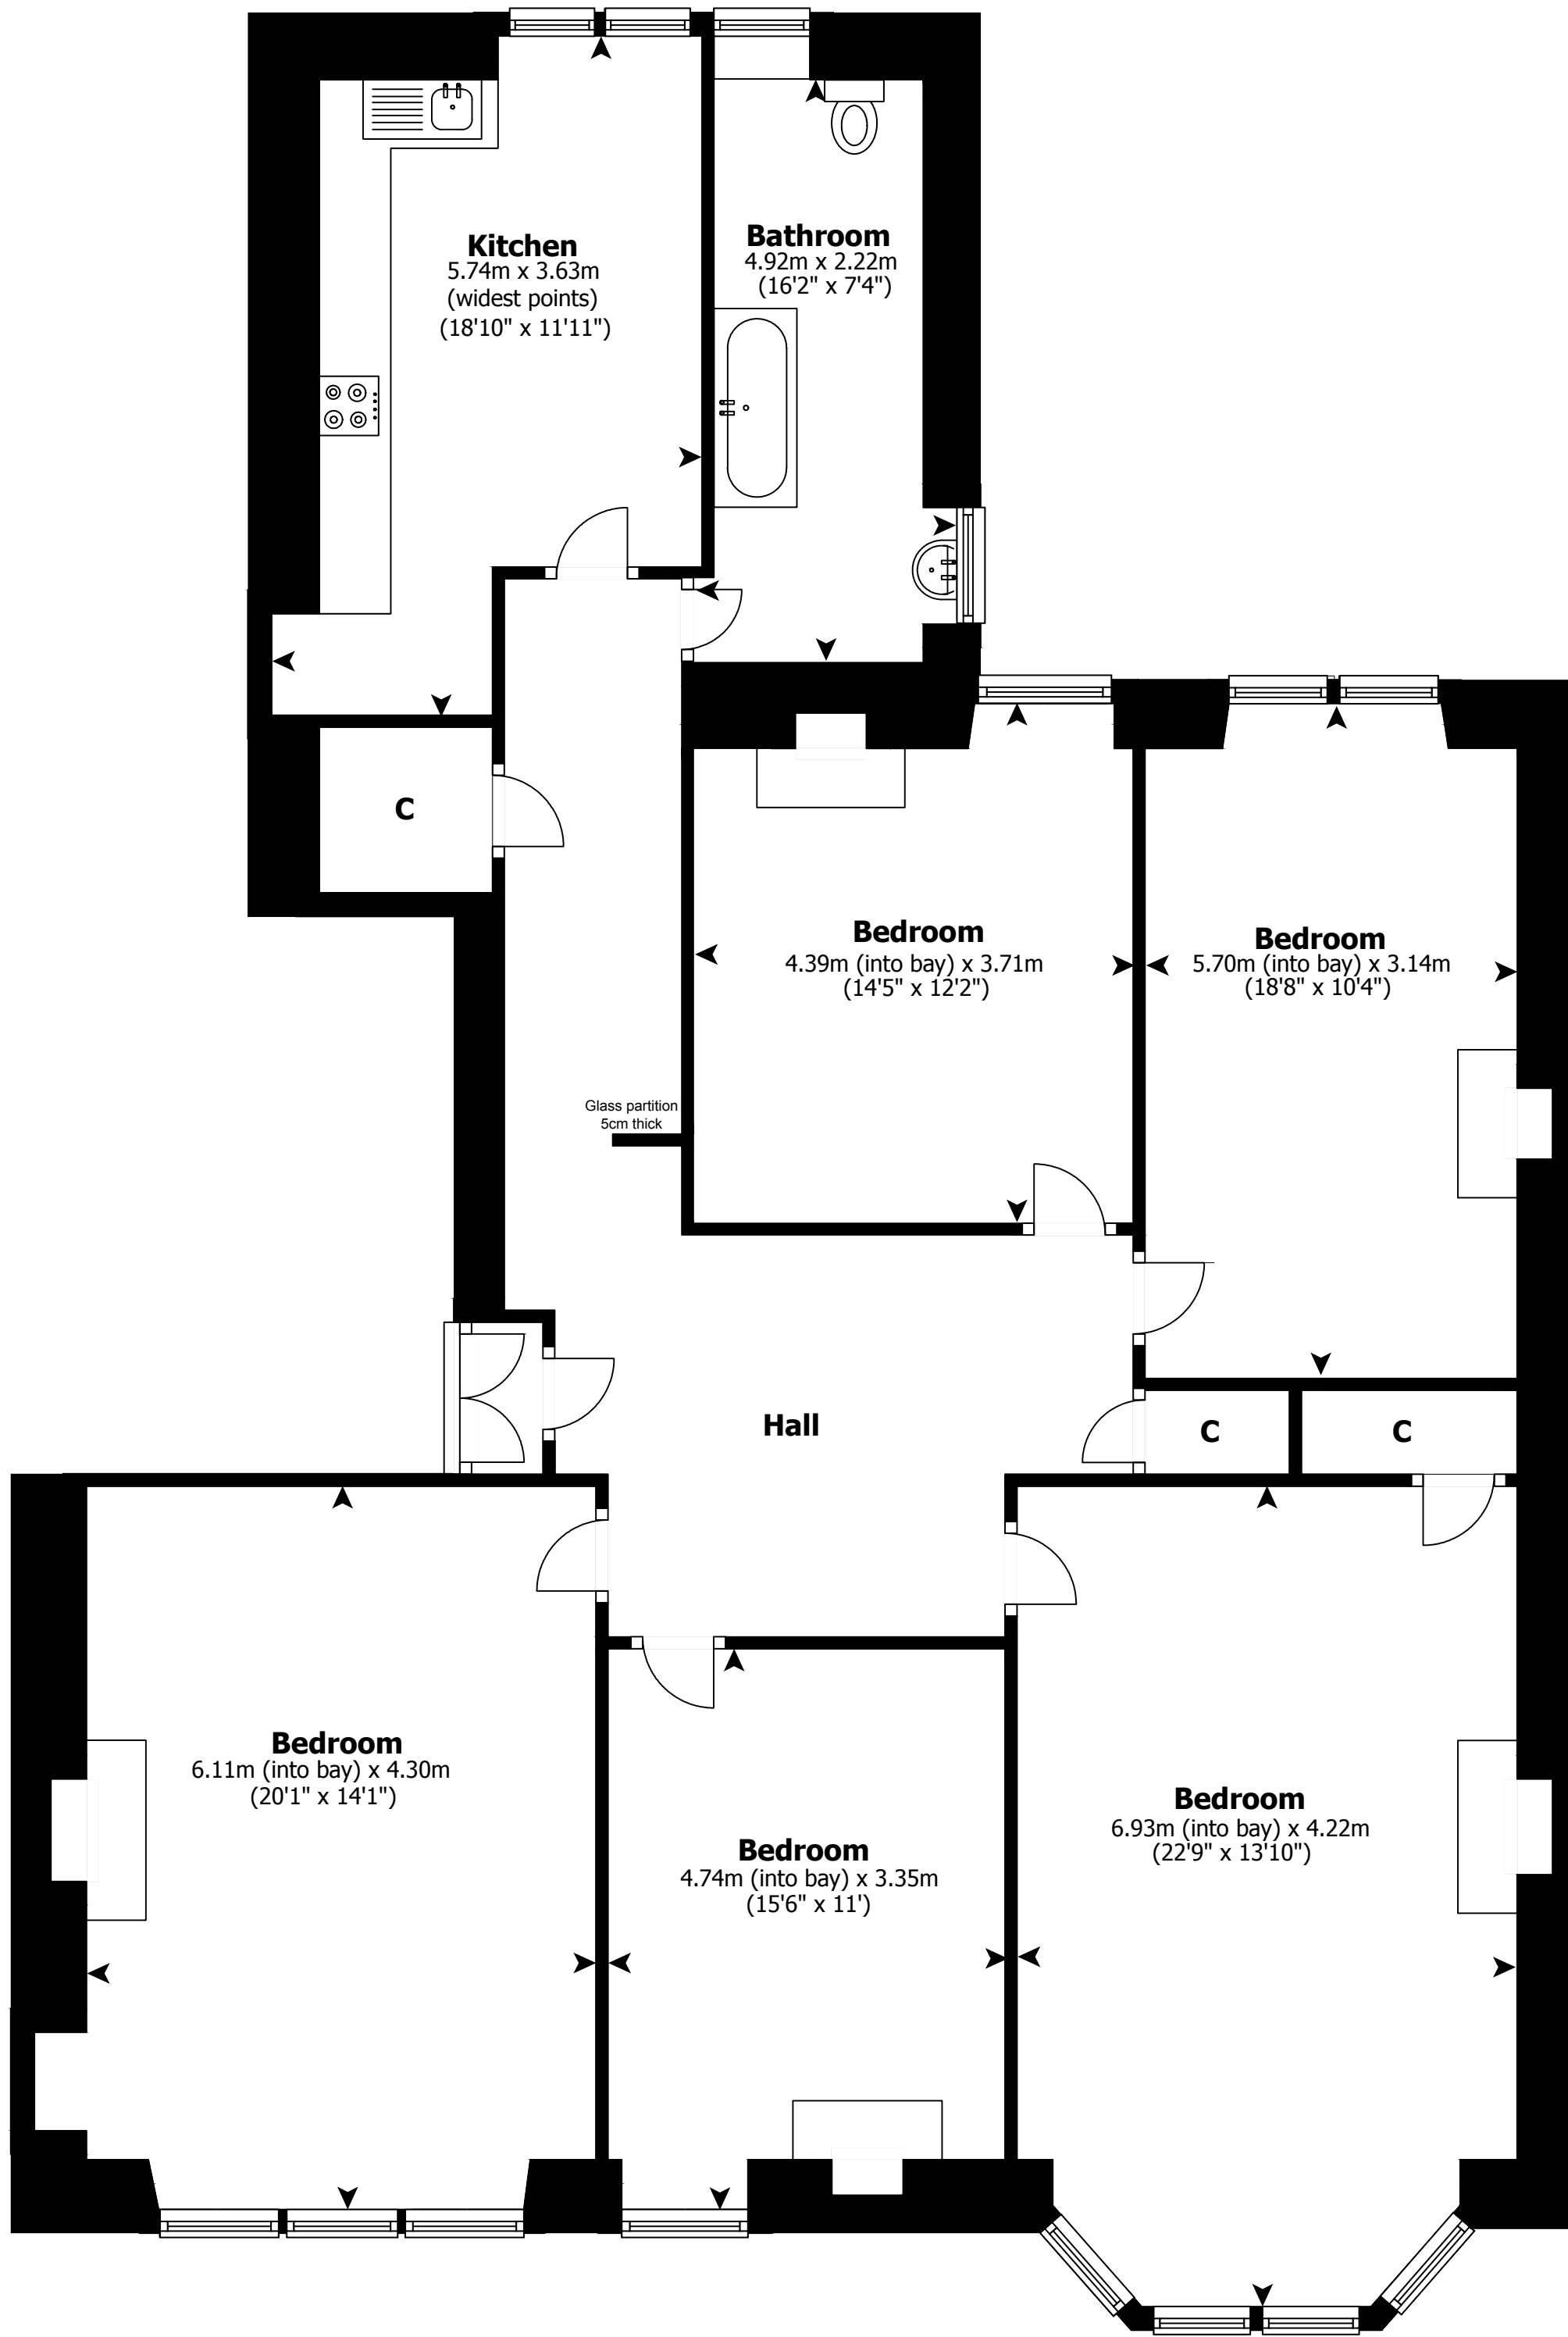 Kitchen
5.74m x 3.63m
(widest points)
(18'10" x 11'11")
Bathroom
4.92m x 2.22m
(16'2" x 7'4")
C
Bedroom
4.39m (into bay) x 3.71m
(14'5" x 12'2")
Bedroom
5.70m (into bay) x 3.14m
(18'8" x 10'4")
Glass partition
5cm thick
Hall
C
C
Bedroom
6.11m (into bay) x 4.30m
(20'1" x 14'1")
Bedroom
4.74m (into bay) x 3.35m
(15'6" x 11')
Bedroom
6.93m (into bay) x 4.22m
(22'9" x 13'10")